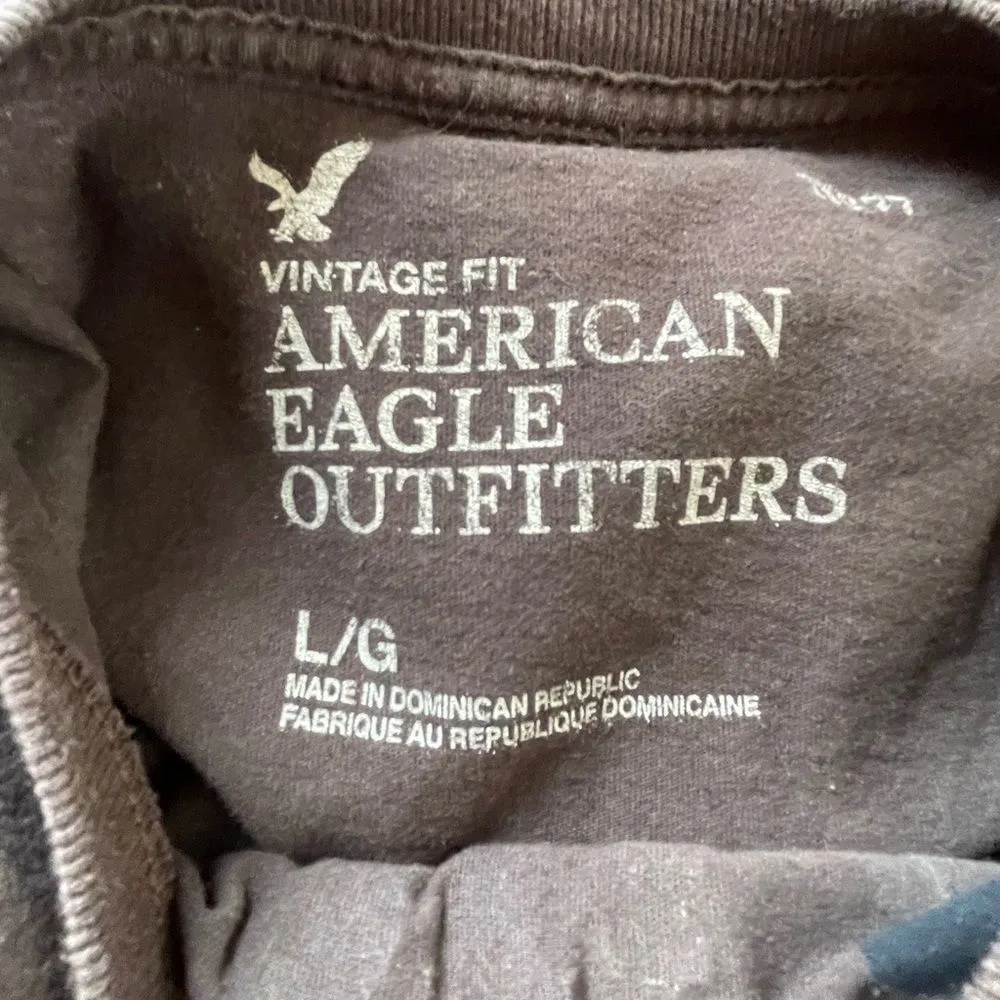 VINTAGE FIT
AMERICAN
EAGLE
OUTFITTERS
L/G
MADE IN DOMINICAN REPUBLIC
FABRIQUE AU REPUBLIQUE DOMINICAINE